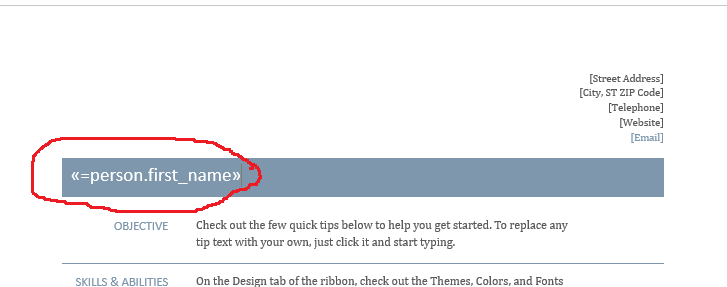 [Street Address]
[City, ST ZIP Code]
[Telephone]
[Website]
[Email]
«=person.first_name»
OBJECTIVE
Check out the few quick tips below to help you get started. To replace any
tip text with your own, just click it and start typing.
SKILLS & ABILITIES
On the Design tab of the ribbon, check out the Themes, Colors, and Fonts